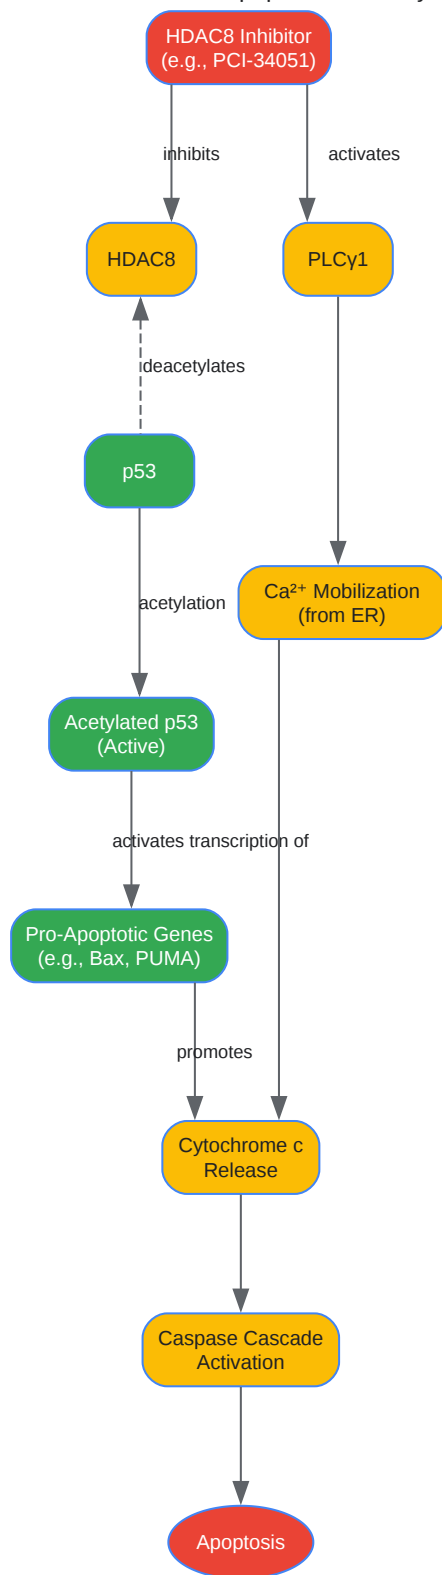 HDAC8 Inhibitor
(e.g., PCI-34051)
inhibits
activates
HDAC8
PLCγ1
deacetylates
p53
acetylation
Ca²⁺ Mobilization
(from ER)
Acetylated p53
(Active)
activates transcription of
Pro-Apoptotic Genes
(e.g., Bax, PUMA)
promotes
Cytochrome c
Release
Caspase Cascade
Activation
Apoptosis